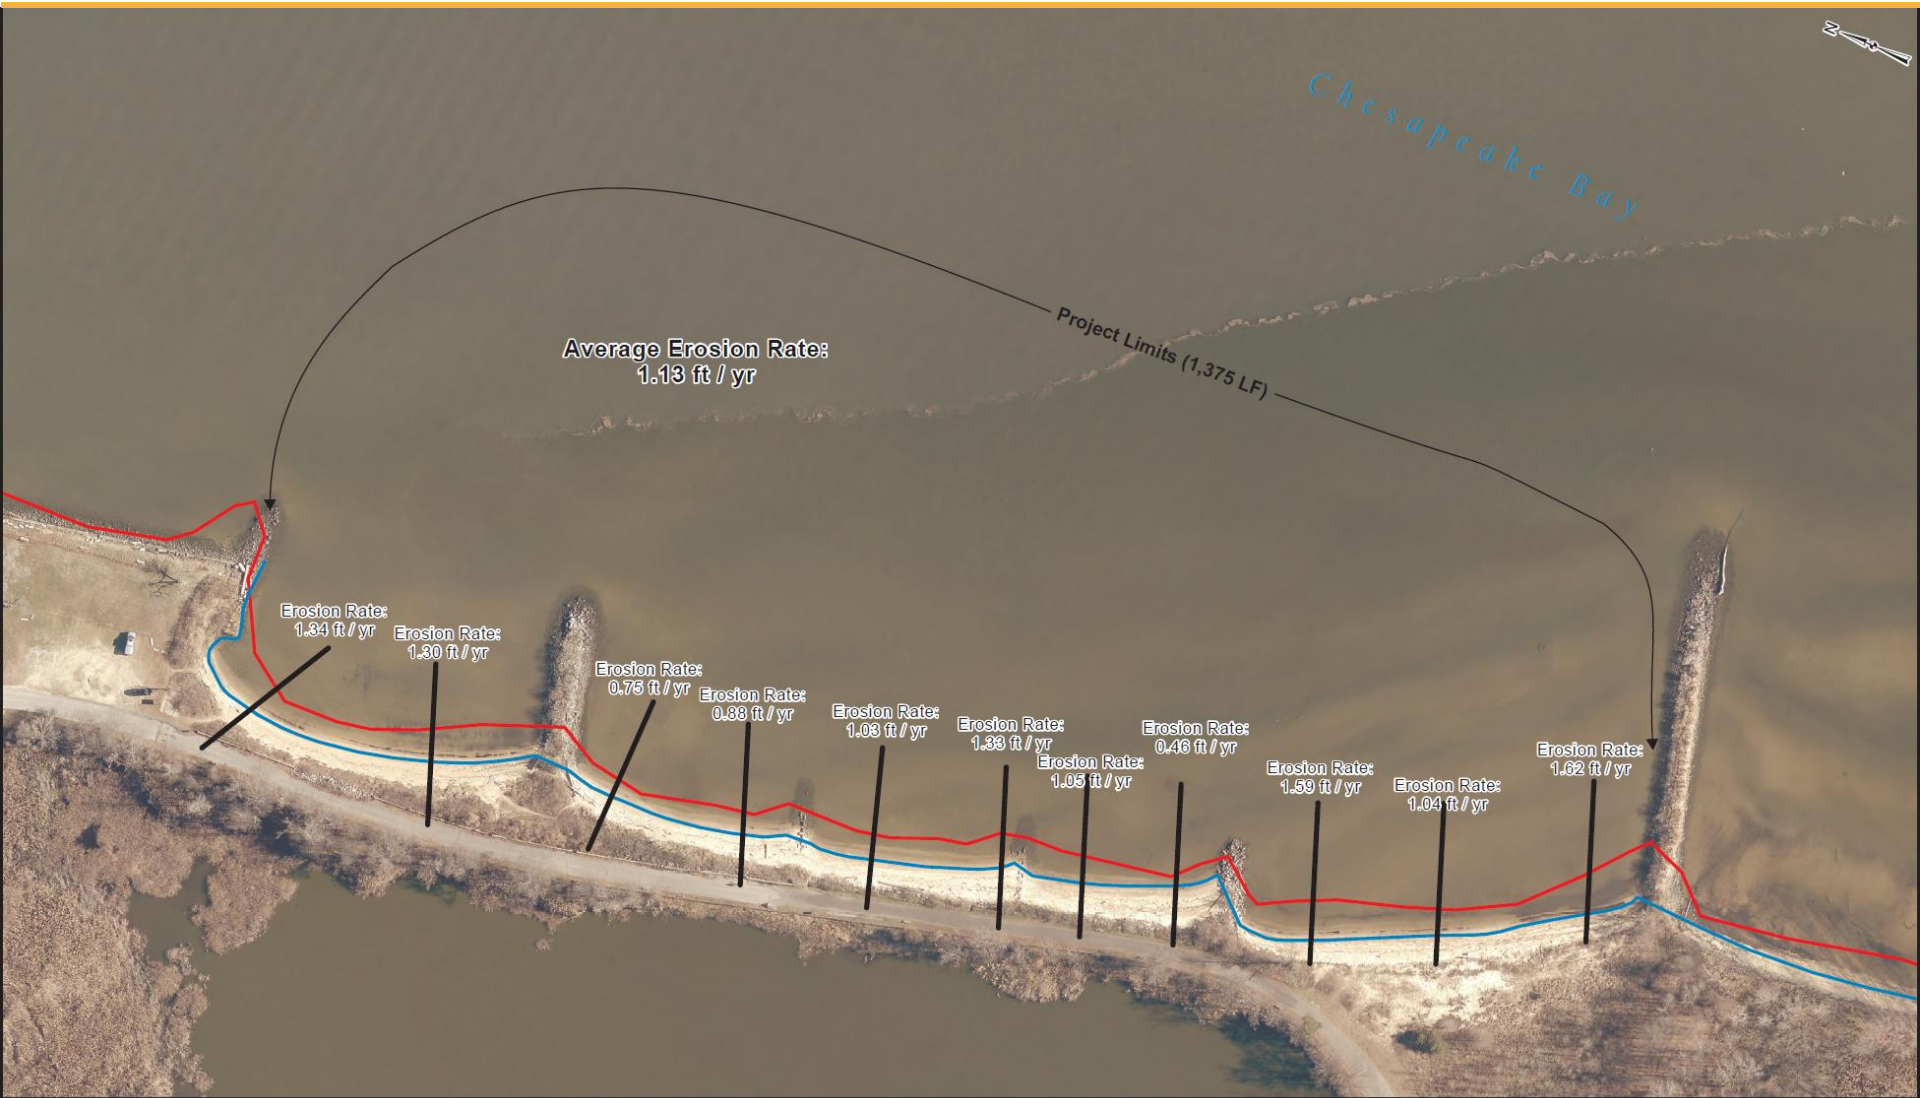 N
Chesapeake Bay
Project Limits (1,375 LF)
Average Erosion Rate:
1.13 ft / yr
Erosion Rate:
1.34 ft / yr
Erosion Rate:
1.30 ft / yr
Erosion Rate:
0.75 ft / yr
Erosion Rate:
0.88 ft / yr
Erosion Rate:
1.03 ft / yr
Erosion Rate:
1.33 ft / yr
Erosion Rate:
1.05 ft / yr
Erosion Rate:
0.46 ft / yr
Erosion Rate:
1.59 ft / yr
Erosion Rate:
1.04 ft / yr
Erosion Rate:
1.62 ft / yr